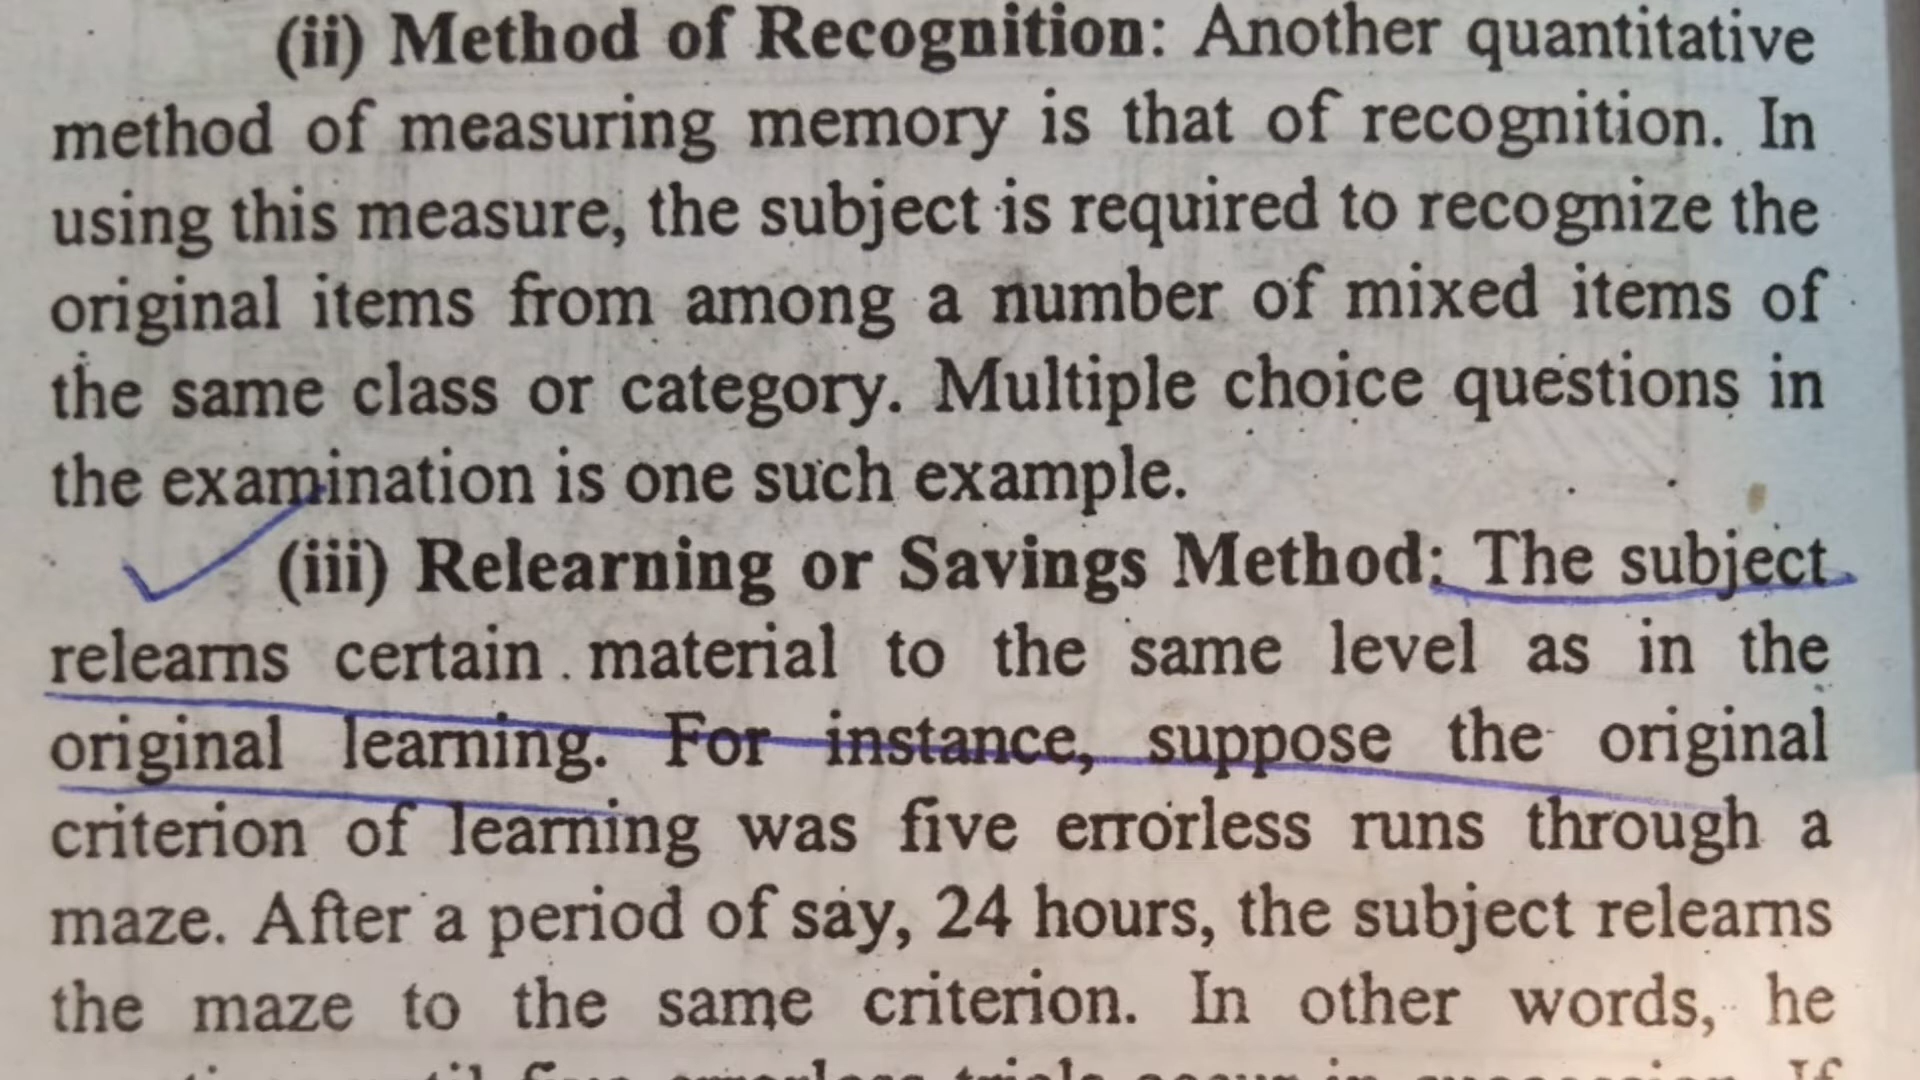 (ii) Method of Recognition: Another quantitative
method of measuring memory is that of recognition. In
using this measure, the subject is required to recognize the
original items from among a number of mixed items of
the same class or category. Multiple choice questions in
the examination is one such example.
(iii) Relearning or Savings Method: The subject
relearns certain material to the same level as in the
original learning. For instance, suppose the original
criterion of learning was five errorless runs through a
maze. After a period of say, 24 hours, the subject relearns
the maze to the same criterion. In other words, he